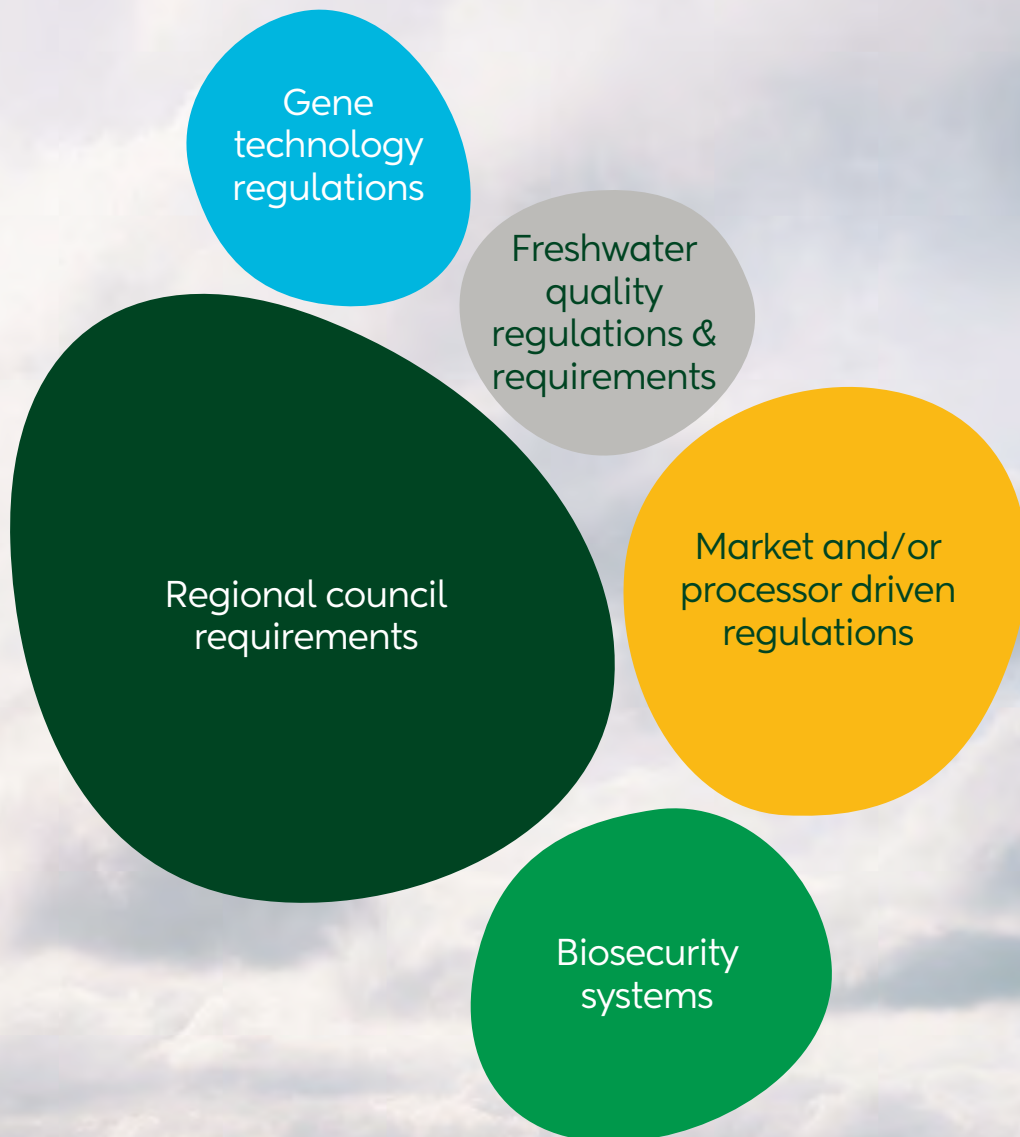 Gene
technology
regulations
Freshwater
quality
regulations &
requirements
Regional council
requirements
Market and/or
processor driven
regulations
Biosecurity
systems